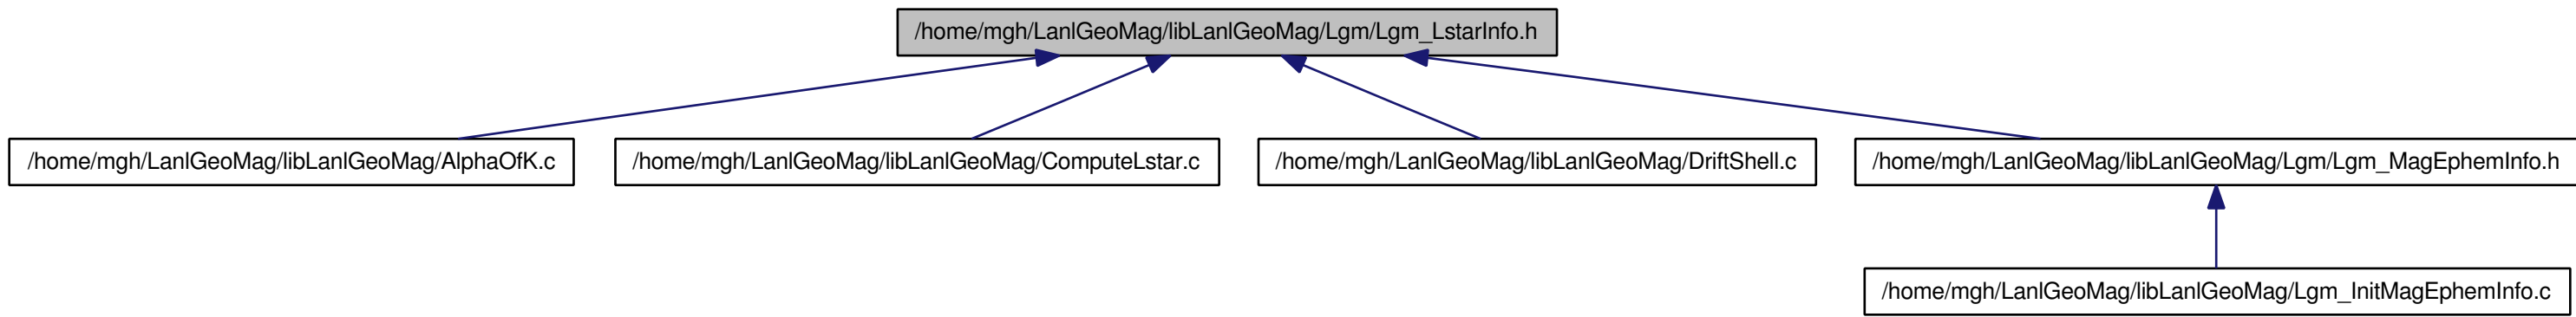 /home/mgh/LanlGeoMag/libLanlGeoMag/Lgm/Lgm_LstarInfo.h
/home/mgh/LanlGeoMag/libLanlGeoMag/AlphaOfK.c
/home/mgh/LanlGeoMag/libLanlGeoMag/ComputeLstar.c
/home/mgh/LanlGeoMag/libLanlGeoMag/DriftShell.c
/home/mgh/LanlGeoMag/libLanlGeoMag/Lgm/Lgm_MagEphemInfo.h
/home/mgh/LanlGeoMag/libLanlGeoMag/Lgm_InitMagEphemInfo.c